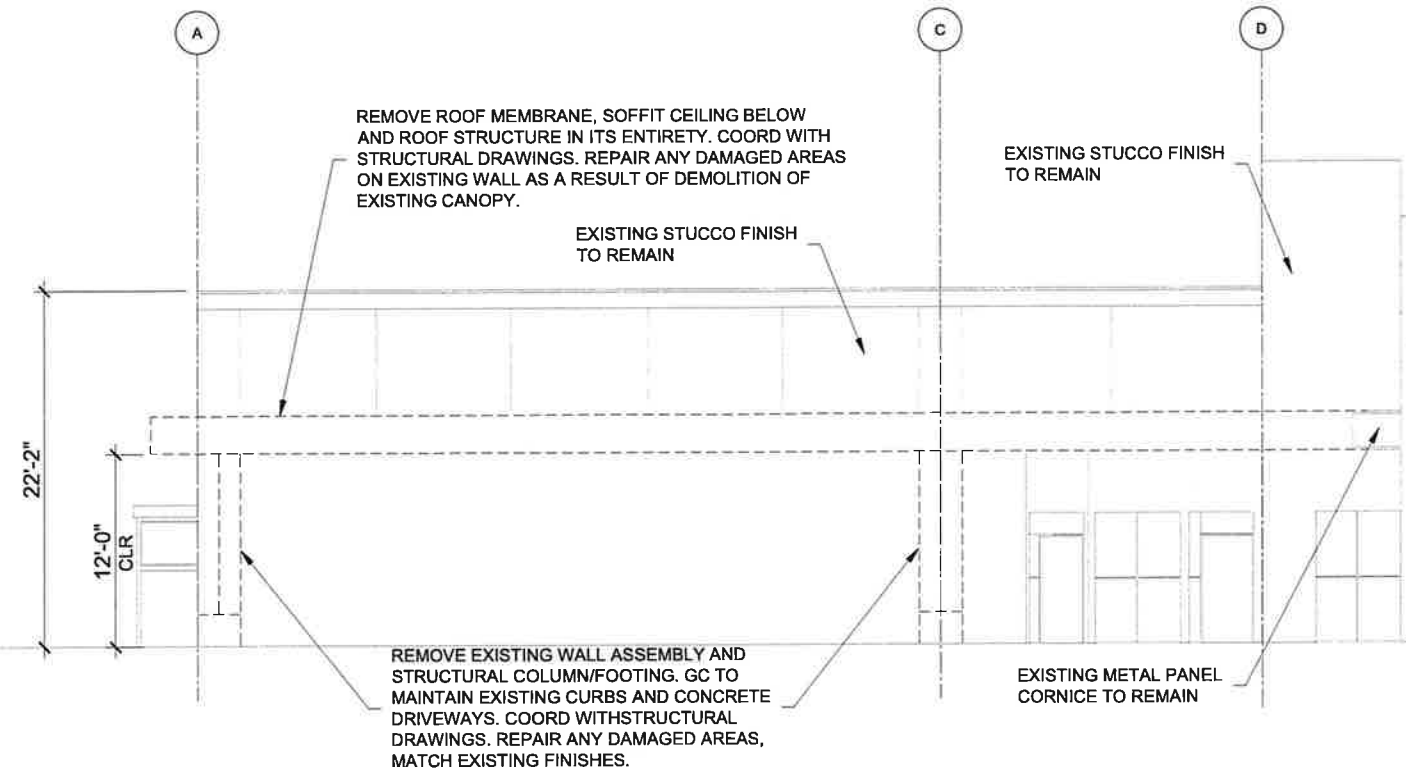 A
C
D
REMOVE ROOF MEMBRANE, SOFFIT CEILING BELOW
AND ROOF STRUCTURE IN ITS ENTIRETY. COORD WITH
STRUCTURAL DRAWINGS. REPAIR ANY DAMAGED AREAS
ON EXISTING WALL AS A RESULT OF DEMOLITION OF
EXISTING CANOPY.
EXISTING STUCCO FINISH
TO REMAIN
EXISTING STUCCO FINISH
TO REMAIN
22'-2"
12'-0"
CLR
REMOVE EXISTING WALL ASSEMBLY AND
STRUCTURAL COLUMN/FOOTING. GC TO
MAINTAIN EXISTING CURBS AND CONCRETE
DRIVEWAYS. COORD WITHSTRUCTURAL
DRAWINGS. REPAIR ANY DAMAGED AREAS,
MATCH EXISTING FINISHES.
EXISTING METAL PANEL
CORNICE TO REMAIN